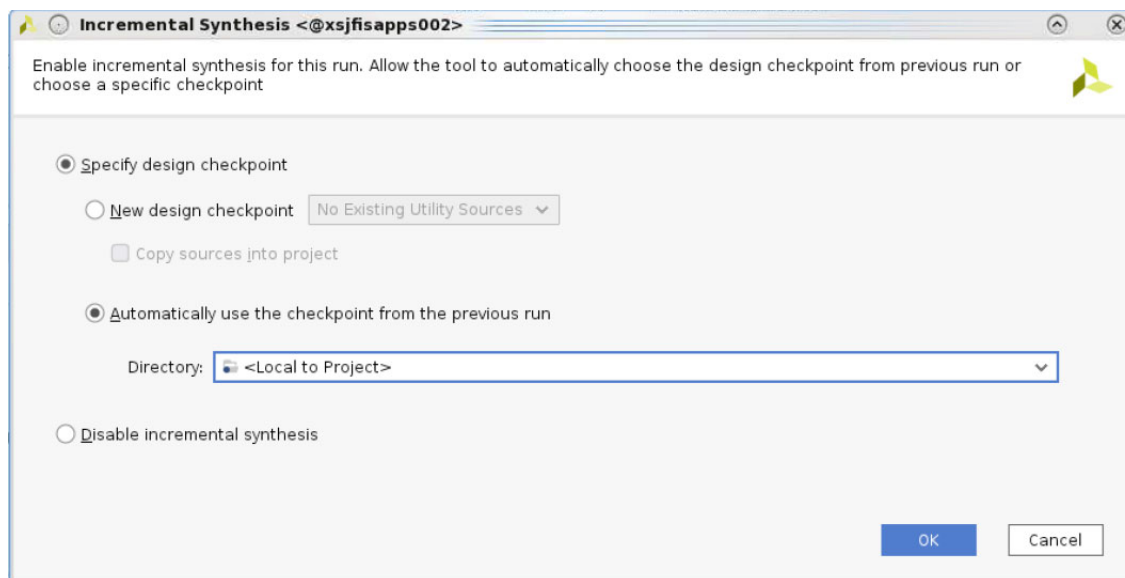 Incremental Synthesis <@xsjfisapps002>
Enable incremental synthesis for this run. Allow the tool to automatically choose the design checkpoint from previous run or
choose a specific checkpoint
Specify design checkpoint
New design checkpoint No Existing Utility Sources
Copy sources into project
Automatically use the checkpoint from the previous run
Directory: <Local to Project>
Disable incremental synthesis
OK Cancel